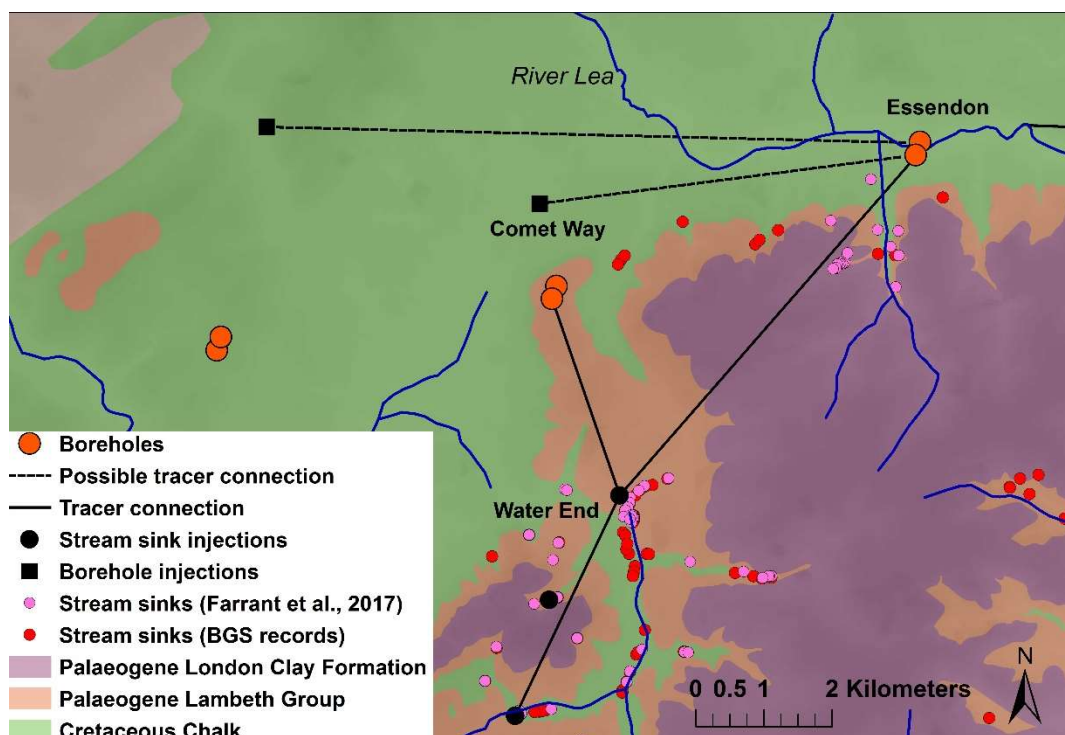 River Lea
Essendon
Comet Way
Water End
Boreholes
Possible tracer connection
Tracer connection
Stream sink injections
Borehole injections
Stream sinks (Farrant et al., 2017)
Stream sinks (BGS records)
Palaeogene London Clay Formation
Palaeogene Lambeth Group
Cretaceous Chalk
0 0.5 1 2 Kilometers
N